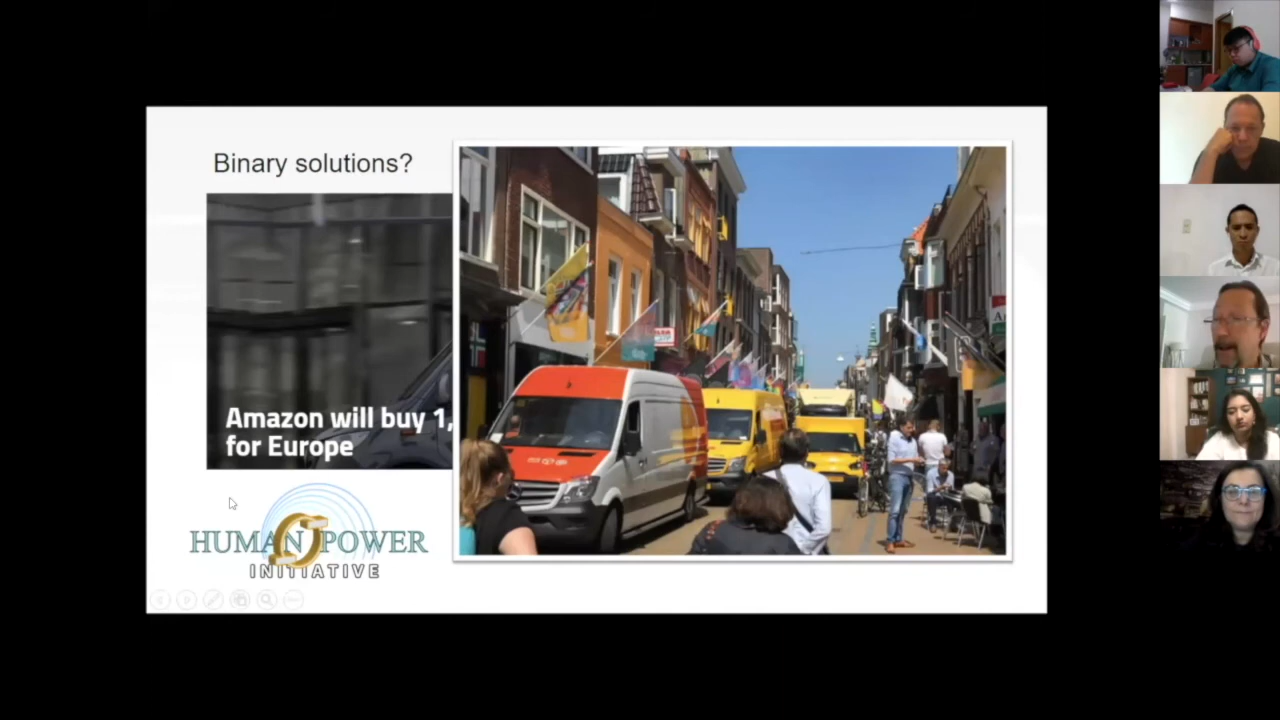 Binary solutions?
Amazon will buy 1,
for Europe
HUMAN POWER
INITIATIVE